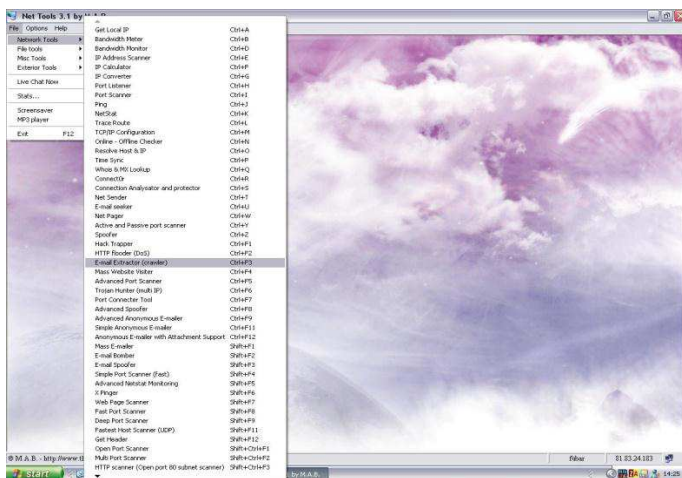 Net Tools 3.1 by M.A.B.
File Options Help
Network Tools
File tools
Misc Tools
Exterior Tools
Live Chat Now
Stats...
Screensaver
MP3 player
Exit F12
Get Local IP Ctrl+A
Bandwidth Meter Ctrl+B
Bandwidth Monitor Ctrl+D
IP Address Scanner Ctrl+E
IP Calculator Ctrl+F
IP Converter Ctrl+G
Port Listener Ctrl+H
Port Scanner Ctrl+I
Ping Ctrl+J
NetStat Ctrl+K
Trace Route Ctrl+L
TCP/IP Configuration Ctrl+M
Online - Offline Checker Ctrl+N
Resolve Host & IP Ctrl+O
Time Sync Ctrl+P
Whois & MX Lookup Ctrl+Q
Connect0r Ctrl+R
Connection Analysator and protector Ctrl+S
Net Sender Ctrl+T
E-mail seeker Ctrl+U
Net Pager Ctrl+W
Active and Passive port scanner Ctrl+Y
Spoofer Ctrl+Z
Hack Trapper Ctrl+F1
HTTP flooder (DoS) Ctrl+F2
E-mail Extractor (crawler) Ctrl+F3
Mass Website Visiter Ctrl+F4
Advanced Port Scanner Ctrl+F5
Trojan Hunter (multi IP) Ctrl+F6
Port Connecter Tool Ctrl+F7
Advanced Spoofer Ctrl+F8
Advanced Anonymous E-mailer Ctrl+F9
Simple Anonymous E-mailer Ctrl+F11
Anonymous E-mailer with Attachment Support Ctrl+F12
Mass E-mailer Shift+F1
E-mail Bomber Shift+F2
E-mail Spoofer Shift+F3
Simple Port Scanner (fast) Shift+F4
Advanced Netstat Monitoring Shift+F5
X Pinger Shift+F6
Web Page Scanner Shift+F7
Fast Port Scanner Shift+F8
Deep Port Scanner Shift+F9
Fastest Host Scanner (UDP) Shift+F11
Get Header Shift+F12
Open Port Scanner Shift+Ctrl+F1
Multi Port Scanner Shift+Ctrl+F2
HTTP scanner (Open port 80 subnet scanner) Shift+Ctrl+F3
© M.A.B. - http://www.
81.83.24.183
start
by M.A.B.
14:25